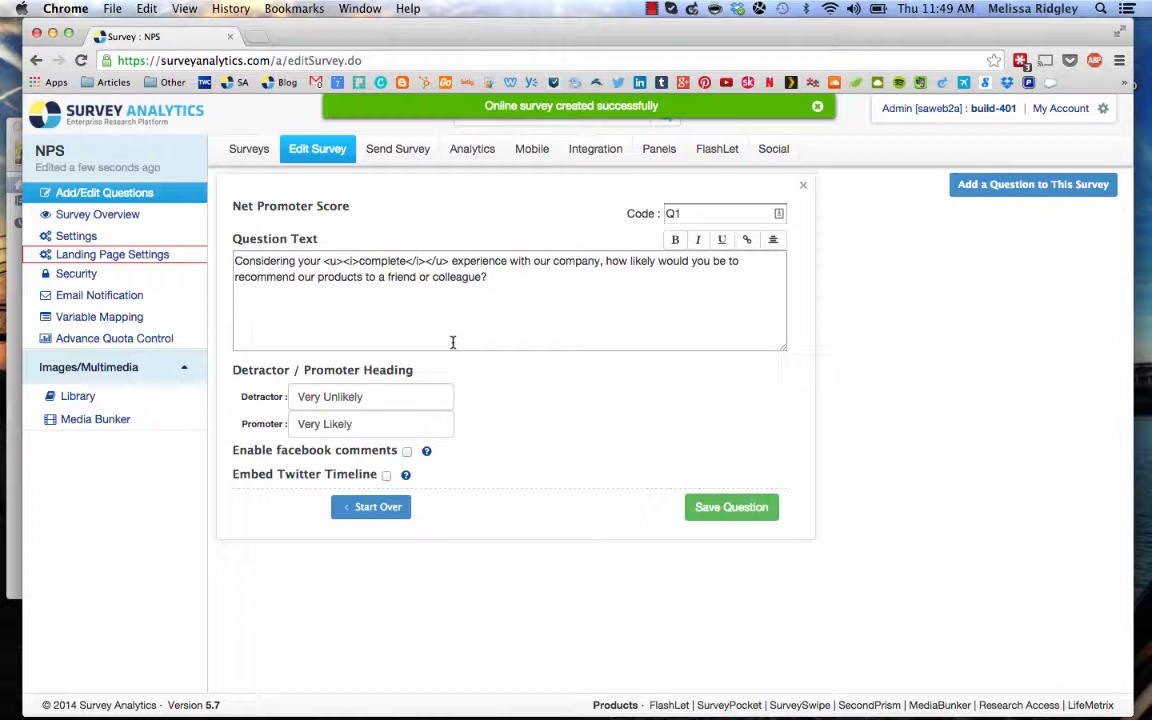 Chrome File Edit View History Bookmarks Window Help Thu 11:49 AM Melissa Ridgley
Survey : NPS
https://surveyanalytics.com/a/editSurvey.do
Apps Articles Other SA Blog
SURVEY ANALYTICS
Enterprise Research Platform
Online survey created successfully
Admin [saweb2a] : build-401 My Account
NPS
Edited a few seconds ago
Surveys Edit Survey Send Survey Analytics Mobile Integration Panels FlashLet Social
Add/Edit Questions
Survey Overview
Settings
Landing Page Settings
Security
Email Notification
Variable Mapping
Advance Quota Control
Images/Multimedia
Library
Media Bunker
Add a Question to This Survey
Net Promoter Score
Code : Q1
Question Text
B I U
Considering your <u><i>complete</i></u> experience with our company, how likely would you be to
recommend our products to a friend or colleague?
Detractor / Promoter Heading
Detractor : Very Unlikely
Promoter : Very Likely
Enable facebook comments
Embed Twitter Timeline
‹ Start Over
Save Question
© 2014 Survey Analytics · Version 5.7
Products : FlashLet | SurveyPocket | SurveySwipe | SecondPrism | MediaBunker | Research Access | LifeMetrix